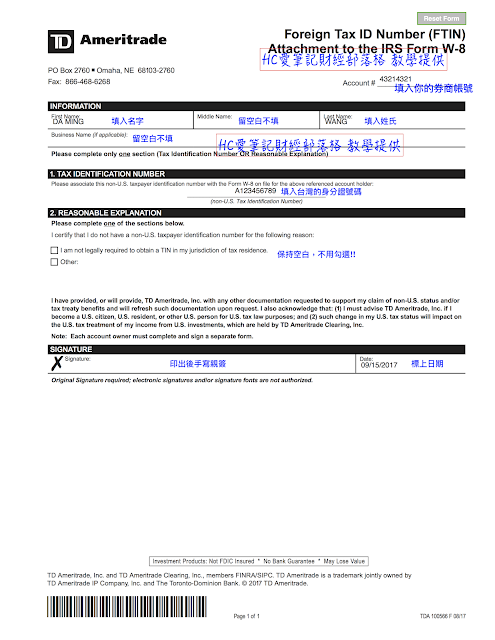 Reset Form
TD Ameritrade
Foreign Tax ID Number (FTIN)
Attachment to the IRS Form W-8
HC愛筆記財經部落格 教學提供
PO Box 2760 ▪ Omaha, NE 68103-2760
Fax: 866-468-6268
Account # 43214321
填入你的券商帳號
INFORMATION
First Name: Middle Name: Last Name:
DA MING 填入名字 留空白不填 WANG 填入姓氏
Business Name (if applicable): 留空白不填
HC愛筆記財經部落格 教學提供
Please complete only one section (Tax Identification Number OR Reasonable Explanation)
1. TAX IDENTIFICATION NUMBER
Please associate this non-U.S. taxpayer identity number with the Form W-8 on file for the above referenced account holder:
A123456789 填入台灣的身分證號碼
(non-U.S. Tax Identification Number)
2. REASONABLE EXPLANATION
Please complete one of the sections below.
I certify that I do not have a non-U.S. taxpayer identification number for the following reason:
I am not legally required to obtain a TIN in my jurisdiction of tax residence.
保持空白，不用勾選!!
Other:
I have provided, or will provide, TD Ameritrade, Inc. with any other documentation requested to support my claim of non-U.S. status and/or
tax treaty benefits and will refresh such documentation upon request. I also acknowledge that: (1) I must advise TD Ameritrade, Inc. if I
become a U.S. citizen, U.S. resident, or other U.S. person for U.S. tax law purposes; and (2) such change in my U.S. tax status will impact on
the U.S. tax treatment of my income from U.S. investments, which are held by TD Ameritrade Clearing, Inc.
Note: Each account owner must complete and sign a separate form.
SIGNATURE
X Signature: 印出後手寫親簽 Date:
09/15/2017 標上日期
Original Signature required; electronic signatures and/or signature fonts are not authorized.
Investment Products: Not FDIC Insured * No Bank Guarantee * May Lose Value
TD Ameritrade, Inc. and TD Ameritrade Clearing, Inc., members FINRA/SIPC. TD Ameritrade is a trademark jointly owned by
TD Ameritrade IP Company, Inc. and The Toronto-Dominion Bank. © 2017 TD Ameritrade.
Page 1 of 1
TDA 100566 F 08/17